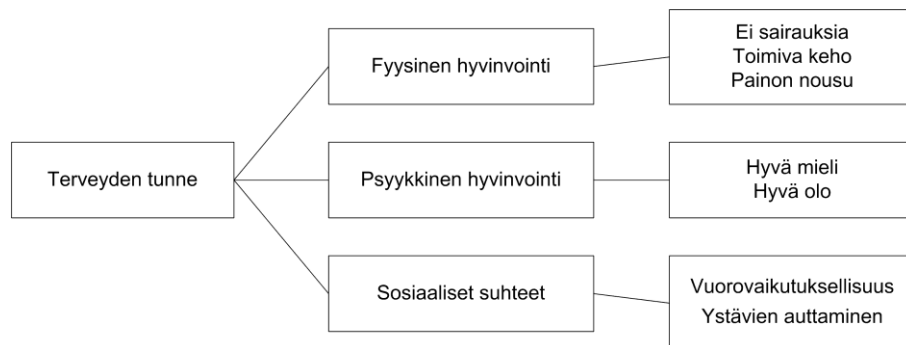 Terveyden tunne
Fyysinen hyvinvointi
Ei sairauksia
Toimiva keho
Painon nousu
Psyykkinen hyvinvointi
Hyvä mieli
Hyvä olo
Sosiaaliset suhteet
Vuorovaikutuksellisuus
Ystävien auttaminen